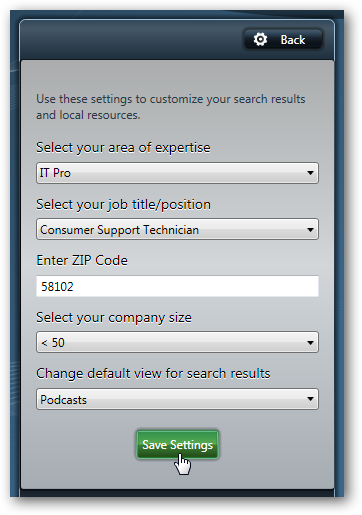 Back
Use these settings to customize your search results
and local resources.
Select your area of expertise
IT Pro
Select your job title/position
Consumer Support Technician
Enter ZIP Code
58102
Select your company size
< 50
Change default view for search results
Podcasts
Save Settings